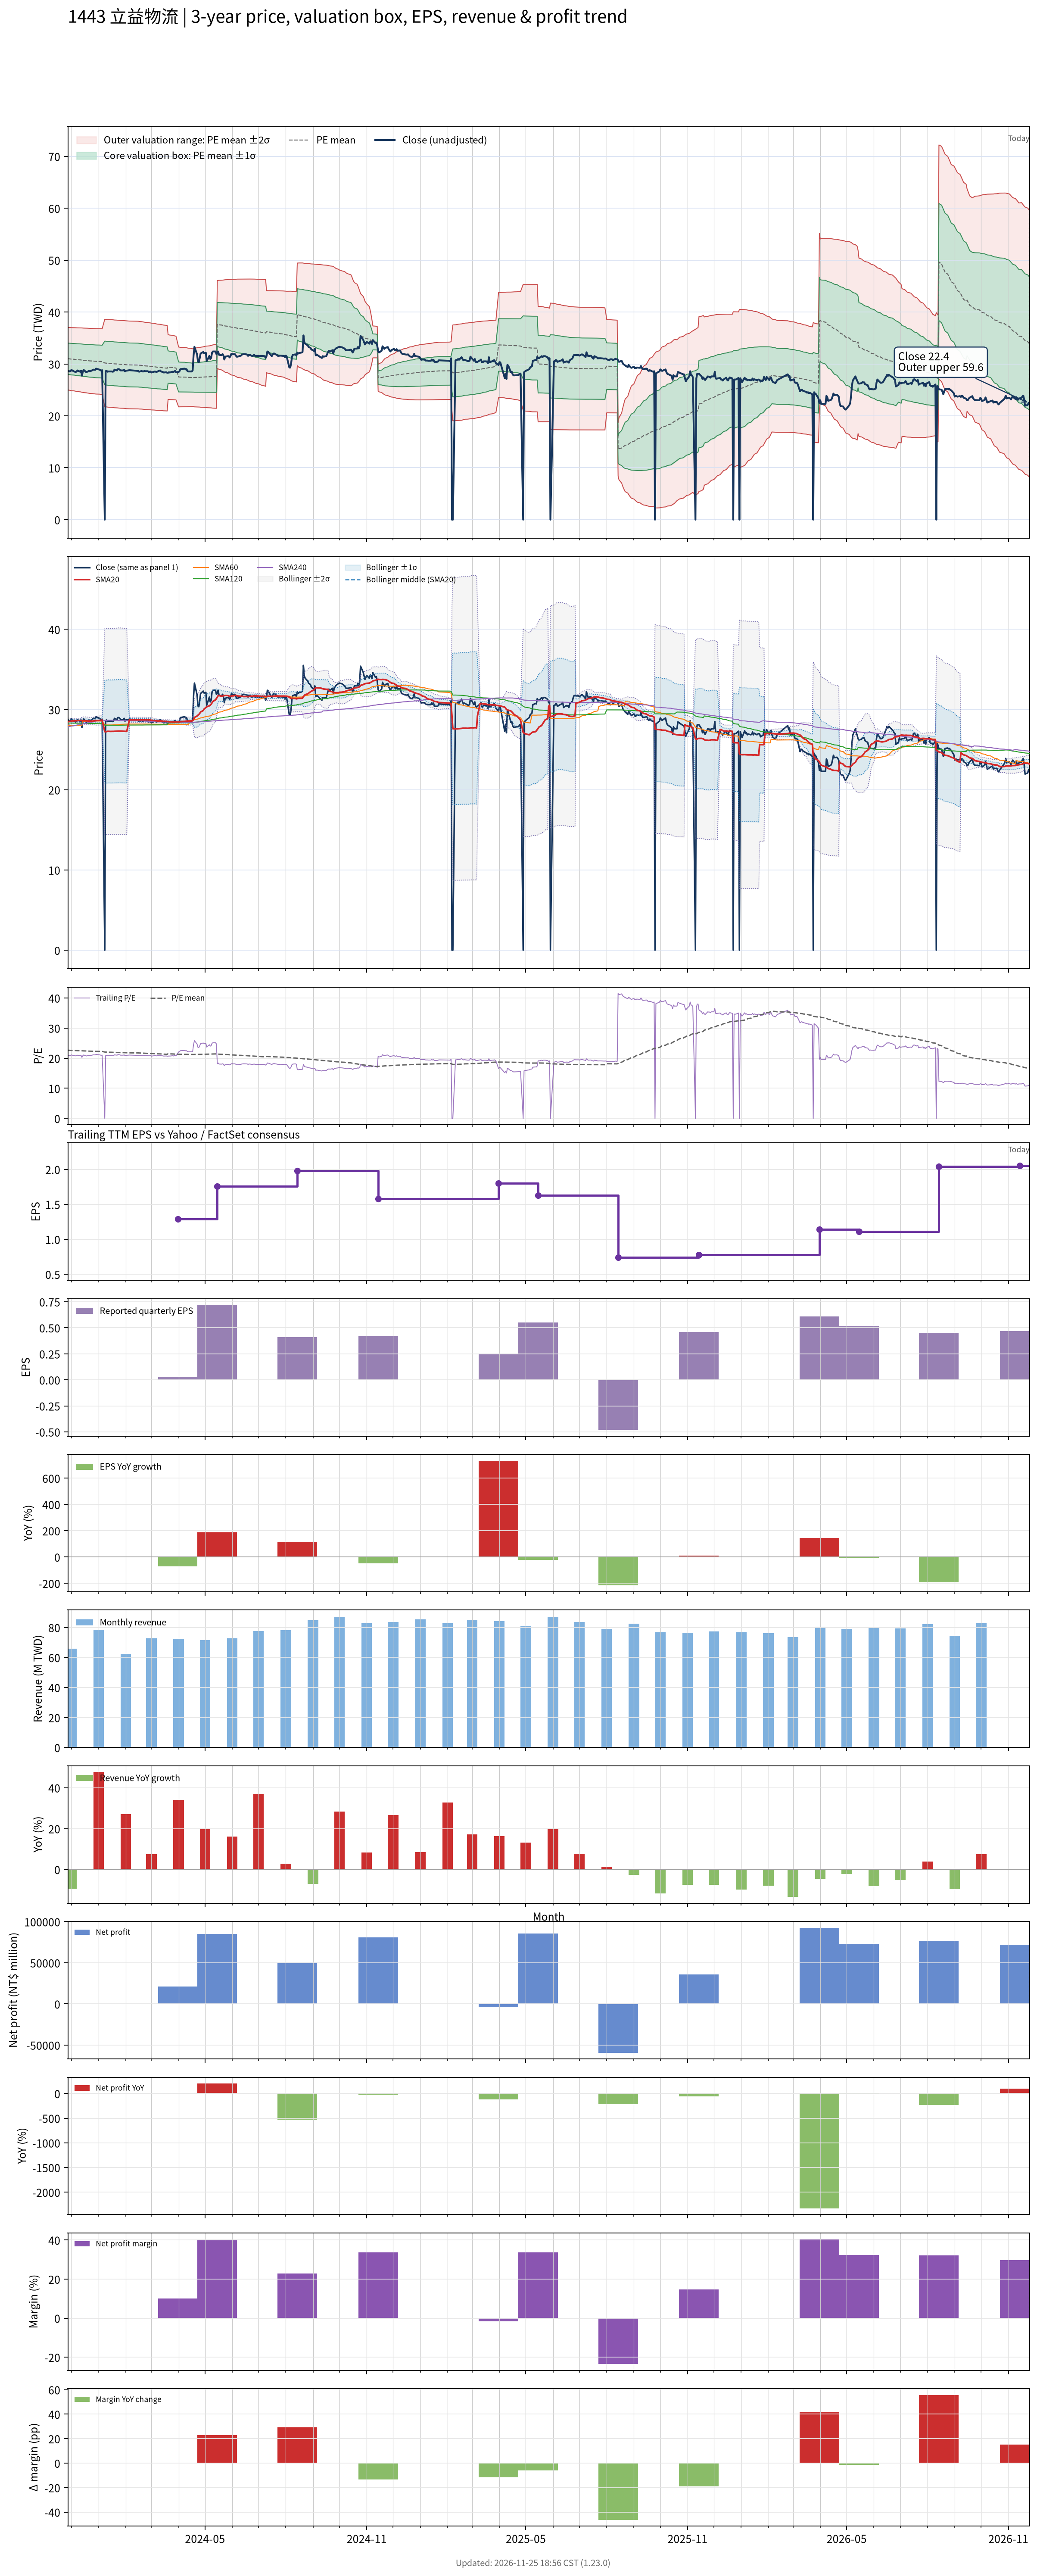 1443 立益物流 | 3-year price, valuation box, EPS, revenue & profit trend
Outer valuation range: PE mean ±2σ
Core valuation box: PE mean ±1σ
PE mean
Close (unadjusted)
Today
Price (TWD)
70
60
50
40
30
20
10
0
Close 22.4
Outer upper 59.6
Close (same as panel 1)
SMA20
SMA60
SMA120
SMA240
Bollinger ±2σ
Bollinger ±1σ
Bollinger middle (SMA20)
Price
40
30
20
10
0
Trailing P/E
P/E mean
P/E
40
30
20
10
0
Trailing TTM EPS vs Yahoo / FactSet consensus
Today
EPS
2.0
1.5
1.0
0.5
Reported quarterly EPS
EPS
0.75
0.50
0.25
0.00
-0.25
-0.50
EPS YoY growth
YoY (%)
600
400
200
0
-200
Monthly revenue
Revenue (M TWD)
80
60
40
20
0
Revenue YoY growth
YoY (%)
40
20
0
Month
Net profit
Net profit (NT$ million)
100000
50000
0
-50000
Net profit YoY
YoY (%)
0
-500
-1000
-1500
-2000
Net profit margin
Margin (%)
40
20
0
-20
Margin YoY change
Δ margin (pp)
60
40
20
0
-20
-40
2024-05
2024-11
2025-05
2025-11
2026-05
2026-11
Updated: 2026-11-25 18:56 CST (1.23.0)